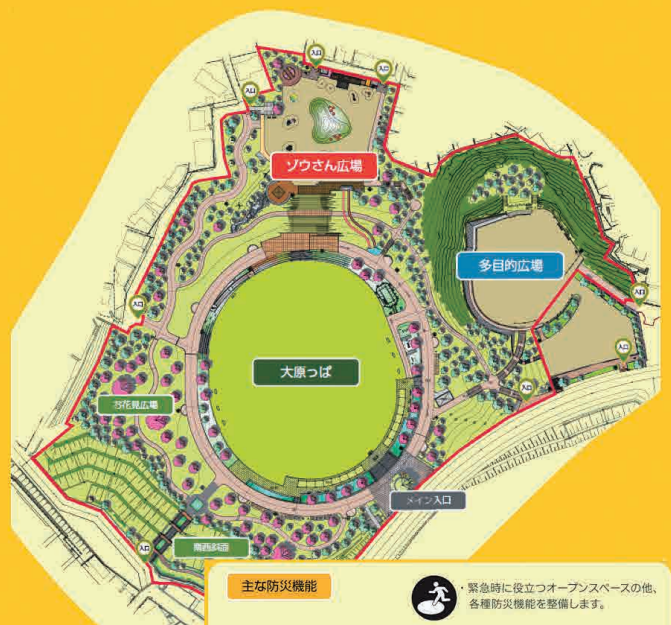 入口
入口
入口
ゾウさん広場
多目的広場
入口
入口
大原っぱ
入口
入口
お花見広場
メイン入口
入口
南西斜面
主な防災機能
・緊急時に役立つオープンスペースの他、
各種防災機能を整備します。